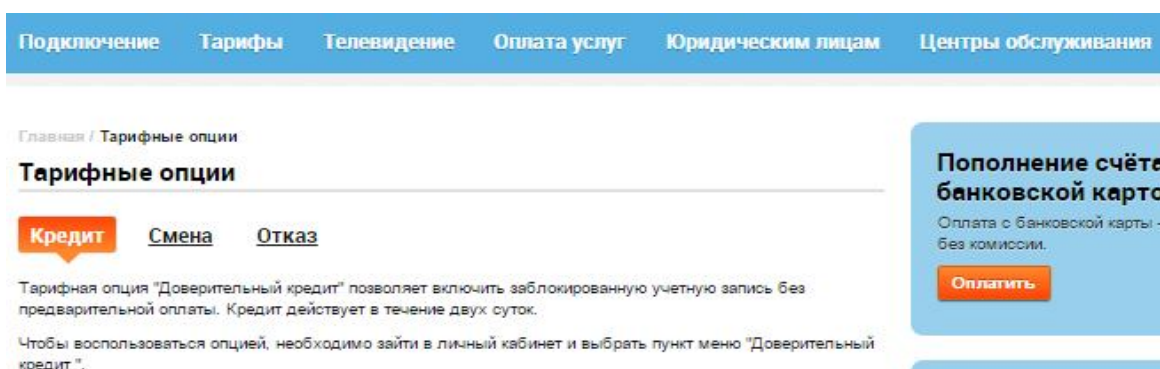 Подключение Тарифы Телевидение Оплата услуг Юридическим лицам Центры обслуживания
Главная / Тарифные опции
Тарифные опции
Кредит Смена Отказ
Тарифная опция "Доверительный кредит" позволяет включить заблокированную учетную запись без
предварительной оплаты. Кредит действует в течение двух суток.
Чтобы воспользоваться опцией, необходимо зайти в личный кабинет и выбрать пункт меню "Доверительный
кредит ".
Пополнение счёта
банковской карто
Оплата с банковской карты -
без комиссии.
Оплатить